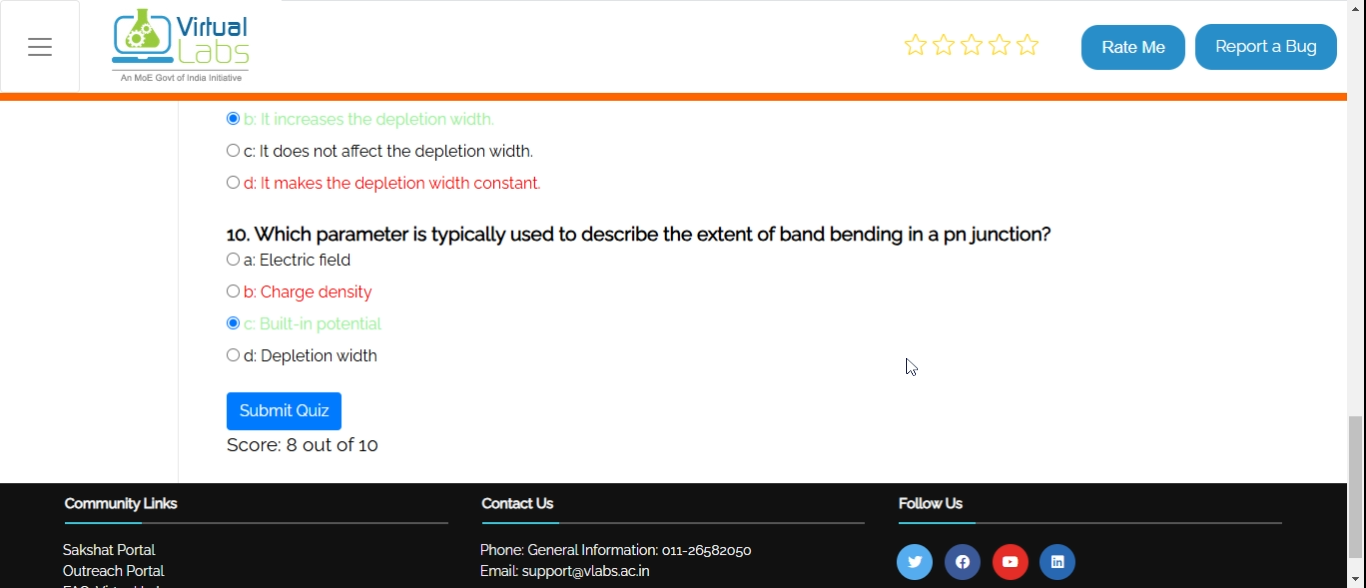 Virtual
Labs
An MoE Govt of India Initiative
Rate Me
Report a Bug
b: It increases the depletion width.
c: It does not affect the depletion width.
d: It makes the depletion width constant.
10. Which parameter is typically used to describe the extent of band bending in a pn junction?
a: Electric field
b: Charge density
c: Built-in potential
d: Depletion width
Submit Quiz
Score: 8 out of 10
Community Links
Contact Us
Follow Us
Sakshat Portal
Phone: General Information: 011-26582050
Outreach Portal
Email: support@vlabs.ac.in